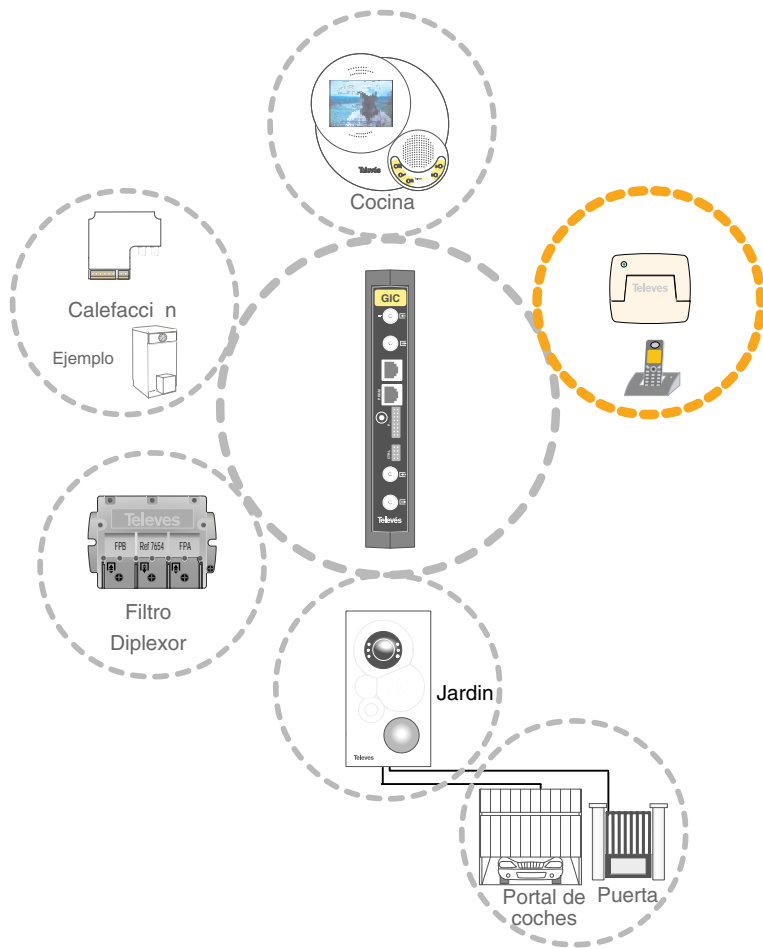 Televés
Cocina
Televes
Calefacci n
Ejemplo
GIC
Televés
Televes
FPB Ref 7654 FPA
Filtro
Diplexor
Jardin
Televes
Portal de
coches
Puerta